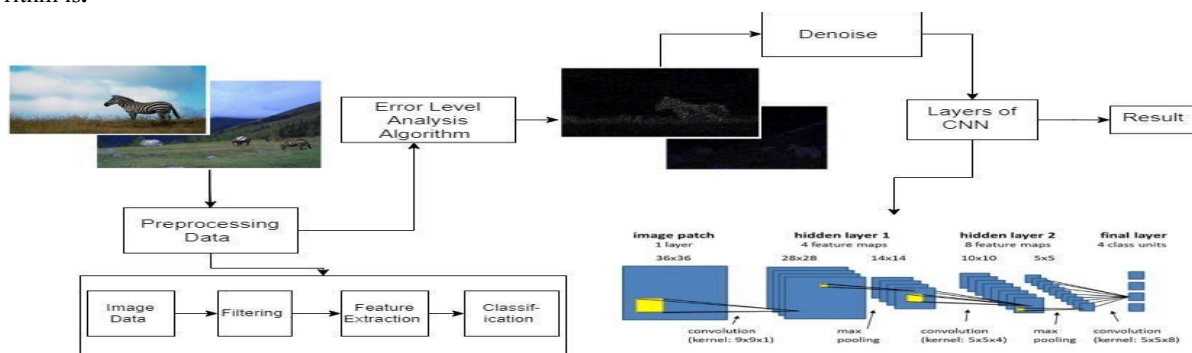 rithm is.
Denoise
Error Level
Analysis
Algorithm
Layers of
CNN
Result
Preprocessing
Data
Image
Data
Filtering
Feature
Extraction
Classif-
ication
image patch
1 layer
36x36
hidden layer 1
4 feature maps
28x28
14x14
hidden layer 2
8 feature maps
10x10
5x5
final layer
4 class units
convolution
(kernel: 9x9x1)
max
pooling
convolution
(kernel: 5x5x4)
max
pooling
convolution
(kernel: 5x5x8)